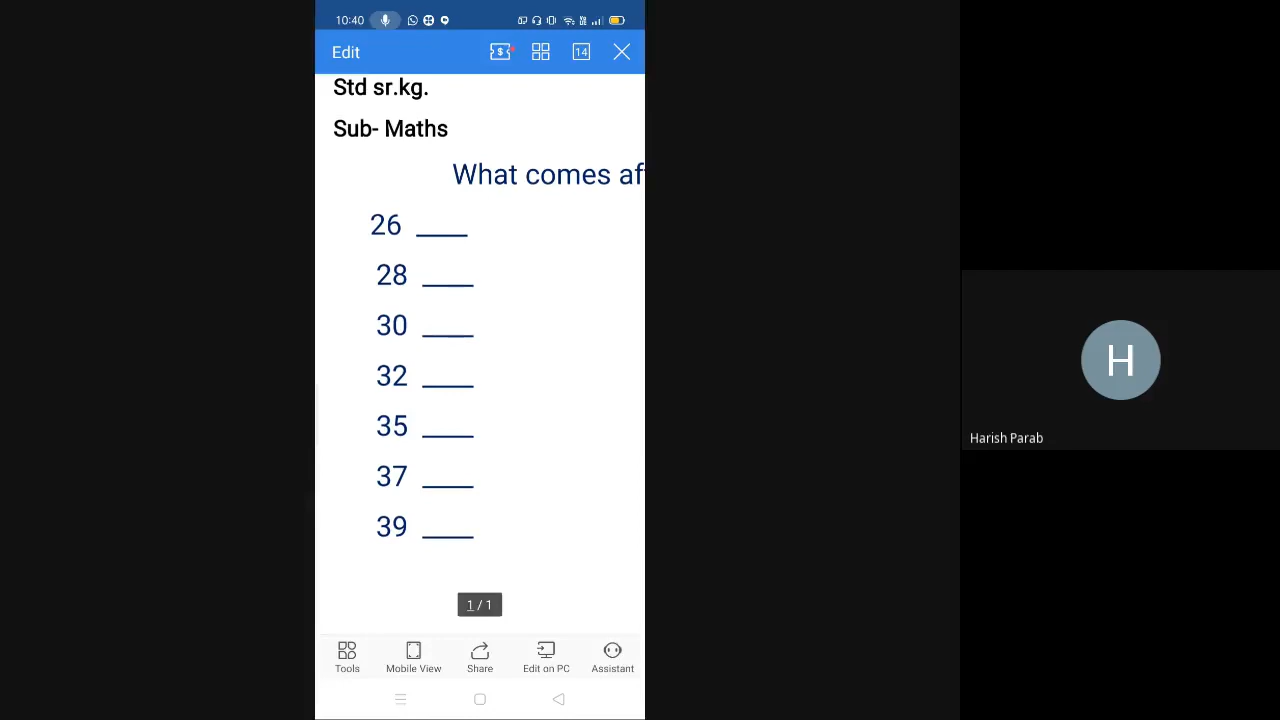 10:40
Edit
$
14
Std sr.kg.
Sub- Maths
What comes af
26 ____
28 ____
30 ____
32 ____
35 ____
37 ____
39 ____
1 / 1
Tools
Mobile View
Share
Edit on PC
Assistant
H
Harish Parab